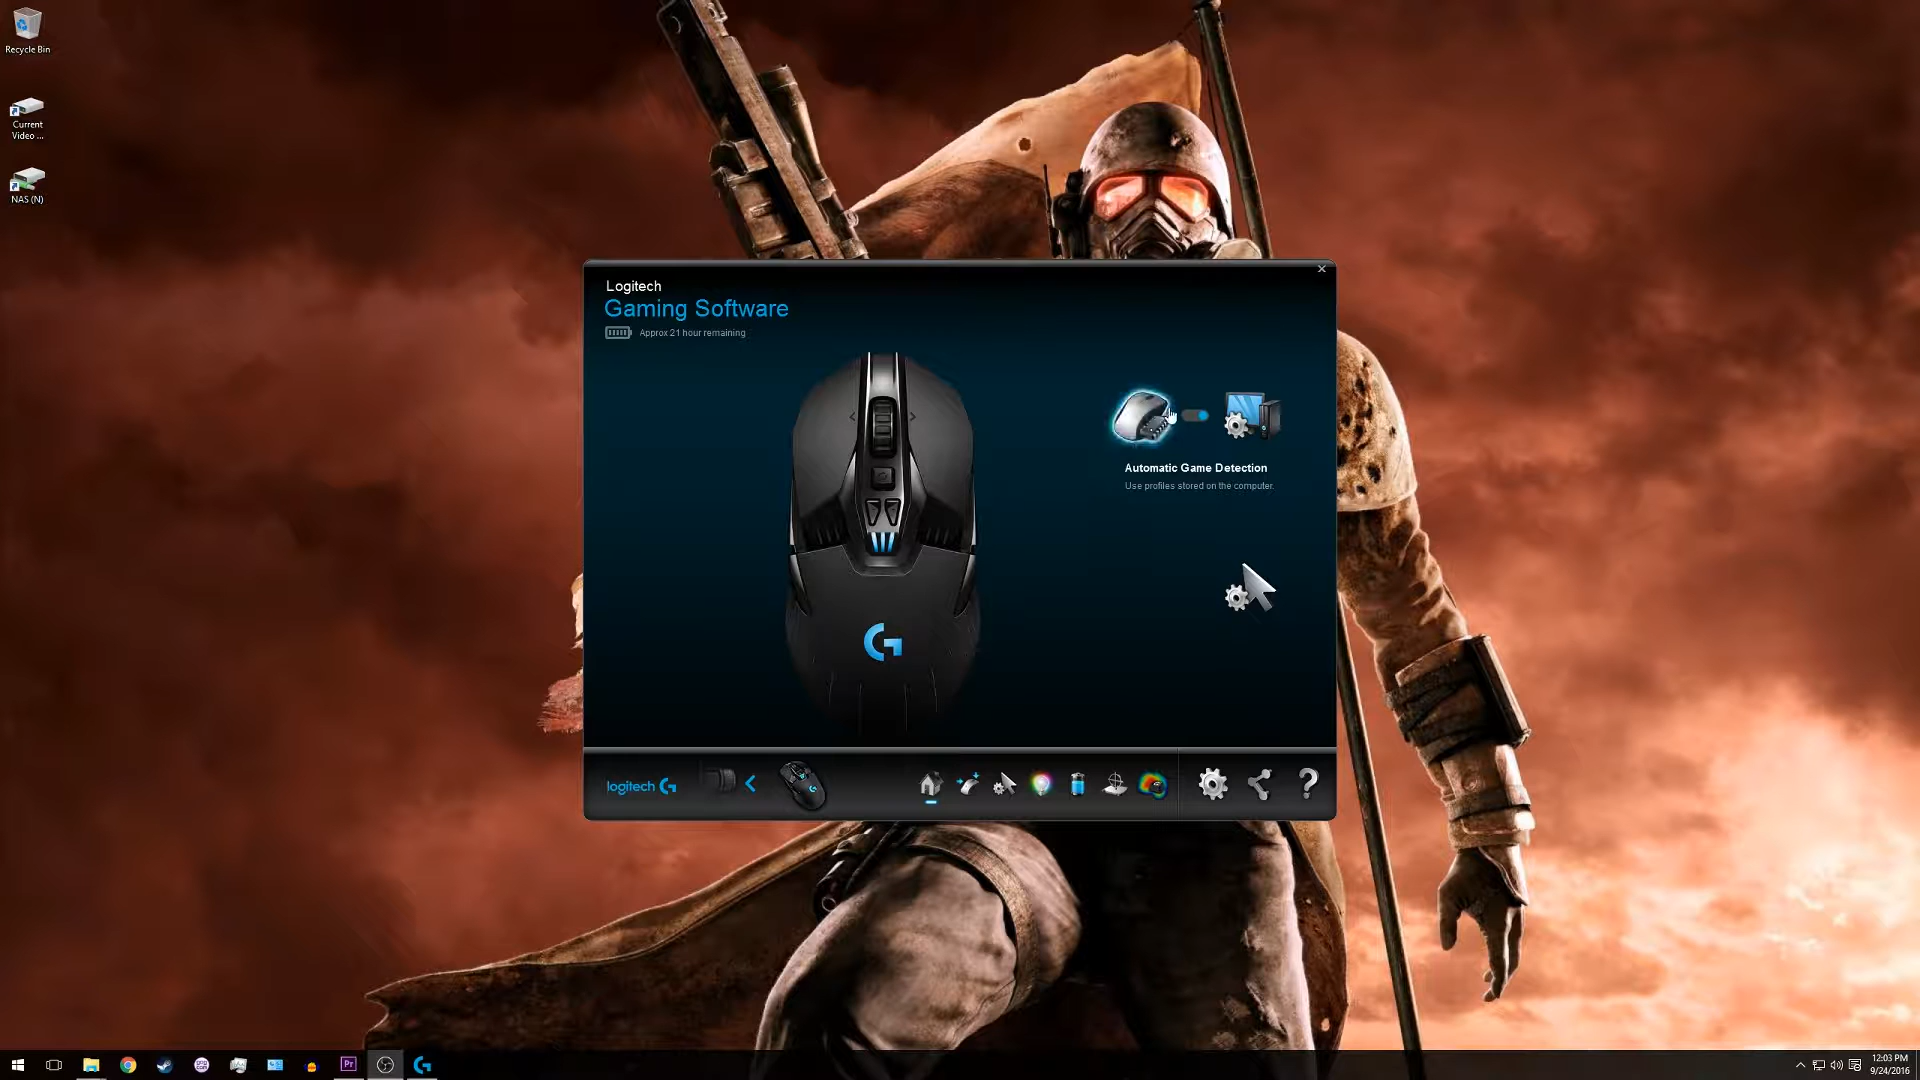 Recycle Bin
Current
Video ...
NAS (N)
Logitech
Gaming Software
Approx 21 hour remaining
Automatic Game Detection
Use profiles stored on the computer.
logitech G
Pr
12:03 PM
9/24/2016